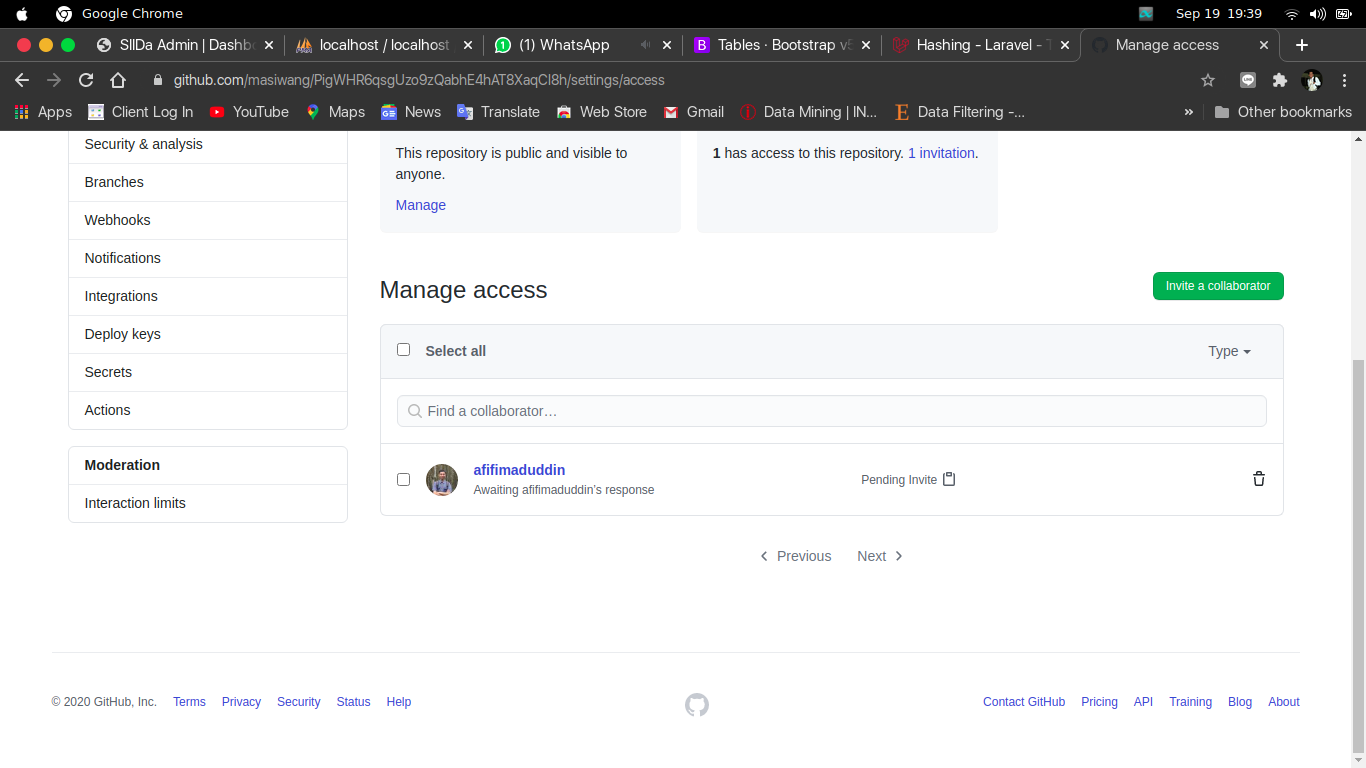 Google Chrome
Sep 19 19:39
SIIDa Admin | Dashb
localhost / localhost
(1) WhatsApp
Tables · Bootstrap v5
Hashing - Laravel - T
Manage access
github.com/masiwang/PigWHR6qsgUzo9zQabhE4hAT8XaqCI8h/settings/access
Apps
Client Log In
YouTube
Maps
News
Translate
Web Store
Gmail
Data Mining | IN...
Data Filtering -...
»
Other bookmarks
Security & analysis
Branches
Webhooks
Notifications
Integrations
Deploy keys
Secrets
Actions
Moderation
Interaction limits
This repository is public and visible to
anyone.
Manage
1 has access to this repository. 1 invitation.
Manage access
Invite a collaborator
Select all
Type
Find a collaborator…
afifimaduddin
Awaiting afifimaduddin's response
Pending Invite
Previous
Next
© 2020 GitHub, Inc.
Terms
Privacy
Security
Status
Help
Contact GitHub
Pricing
API
Training
Blog
About